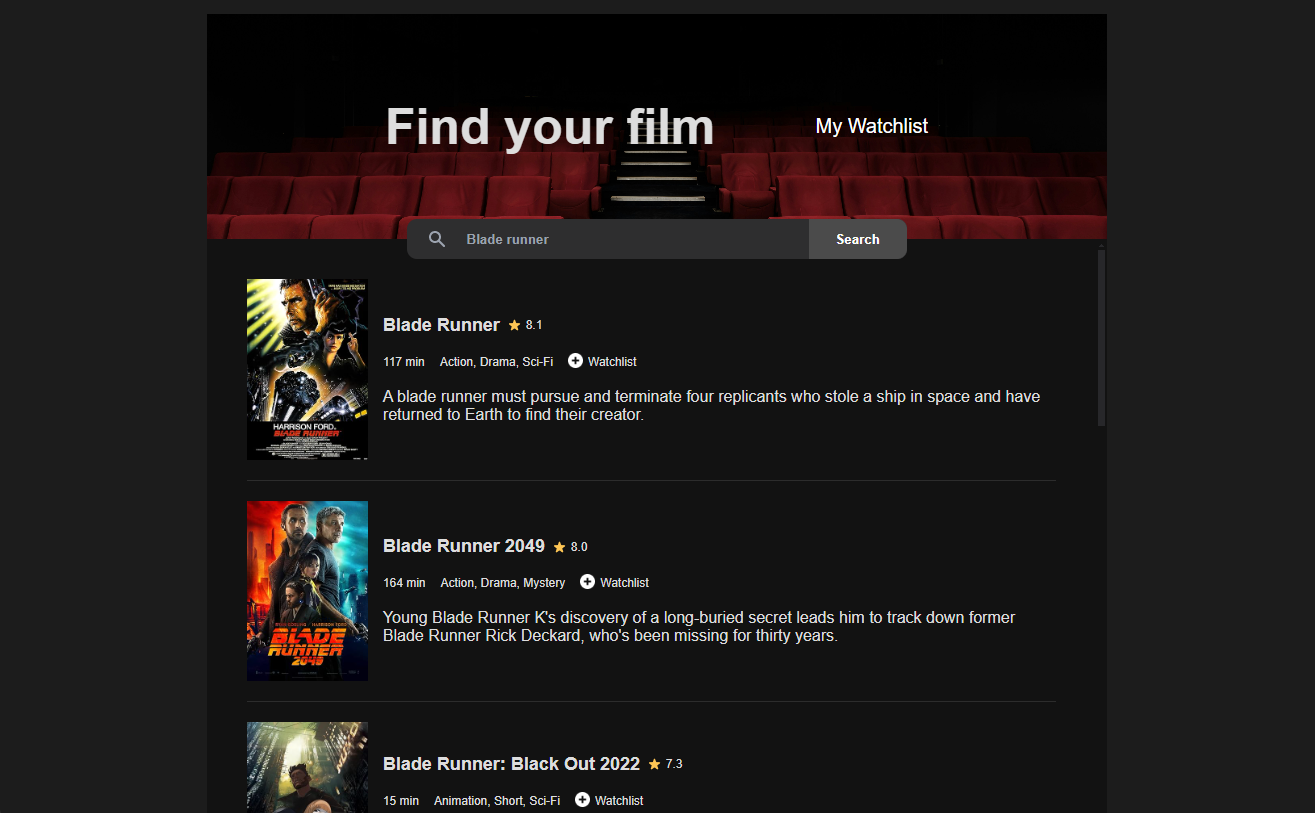 Find your film
My Watchlist
Blade runner
Search
HARRISON FORD.
BLADE RUNNER
Blade Runner 8.1
117 min Action, Drama, Sci-Fi Watchlist
A blade runner must pursue and terminate four replicants who stole a ship in space and have
returned to Earth to find their creator.
BLADE
RUNNER
2049
Blade Runner 2049 8.0
164 min Action, Drama, Mystery Watchlist
Young Blade Runner K's discovery of a long-buried secret leads him to track down former
Blade Runner Rick Deckard, who's been missing for thirty years.
Blade Runner: Black Out 2022 7.3
15 min Animation, Short, Sci-Fi Watchlist